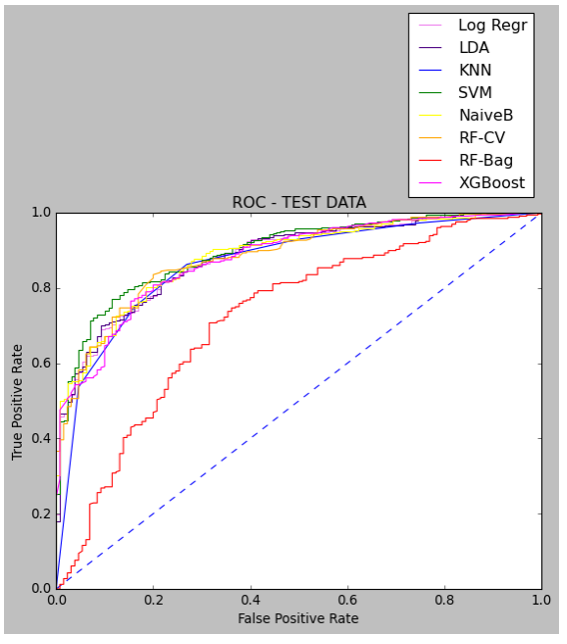 Log Regr
LDA
KNN
SVM
NaiveB
RF-CV
RF-Bag
XGBoost
ROC - TEST DATA
1.0
0.8
0.6
0.4
0.2
0.0
True Positive Rate
0.0 0.2 0.4 0.6 0.8 1.0
False Positive Rate